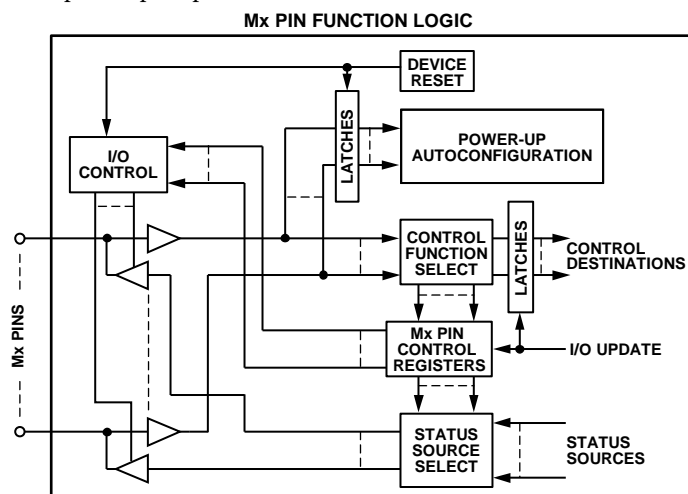 Mx PIN FUNCTION LOGIC
DEVICE
RESET
LATCHES
POWER-UP
AUTOCONFIGURATION
I/O
CONTROL
CONTROL
FUNCTION
SELECT
LATCHES
CONTROL
DESTINATIONS
Mx PINS
Mx PIN
CONTROL
REGISTERS
I/O UPDATE
STATUS
SOURCE
SELECT
STATUS
SOURCES